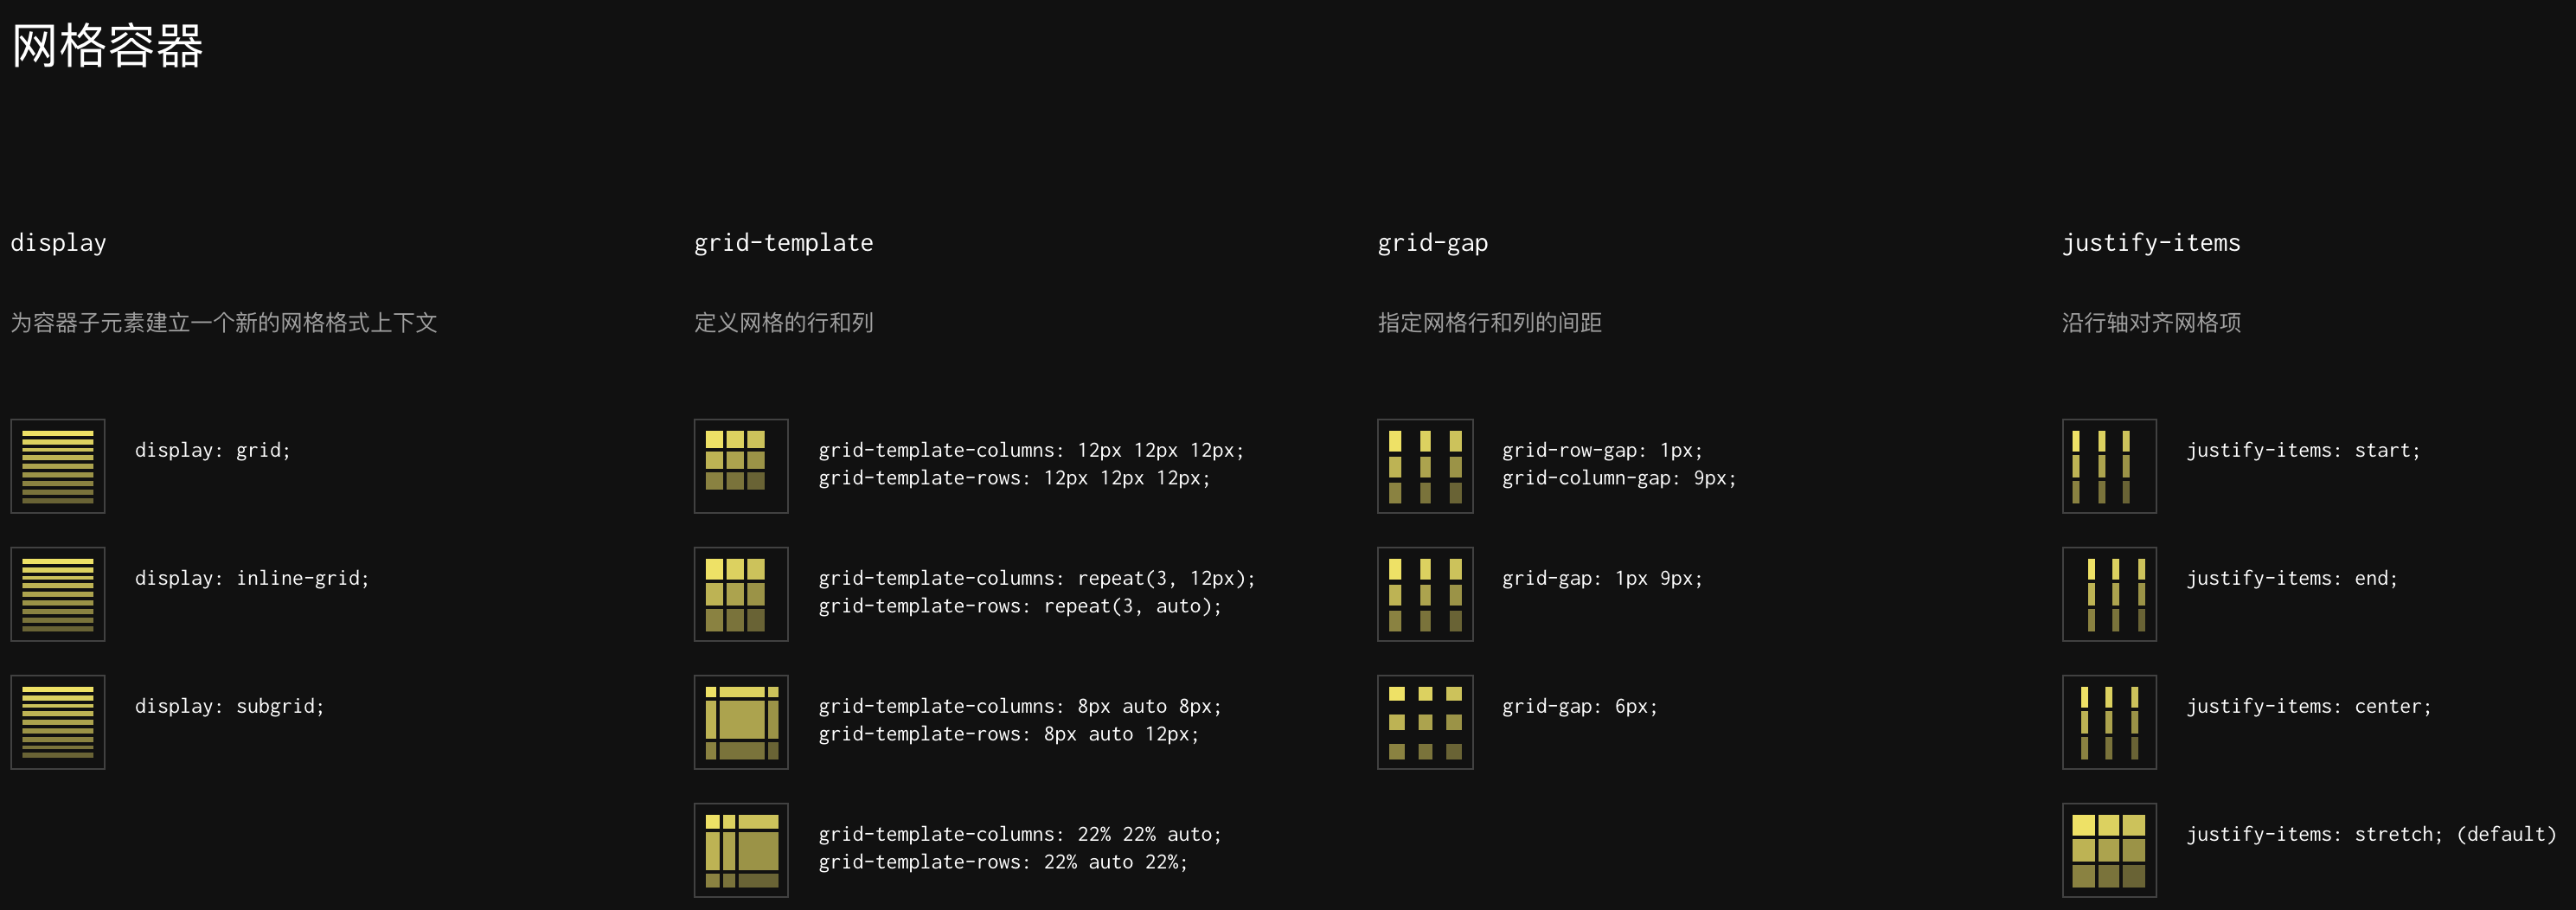 网格容器
display
为容器子元素建立一个新的网格格式上下文
display: grid;
display: inline-grid;
display: subgrid;
grid-template
定义网格的行和列
grid-template-columns: 12px 12px 12px;
grid-template-rows: 12px 12px 12px;
grid-template-columns: repeat(3, 12px);
grid-template-rows: repeat(3, auto);
grid-template-columns: 8px auto 8px;
grid-template-rows: 8px auto 12px;
grid-template-columns: 22% 22% auto;
grid-template-rows: 22% auto 22%;
grid-gap
指定网格行和列的间距
grid-row-gap: 1px;
grid-column-gap: 9px;
grid-gap: 1px 9px;
grid-gap: 6px;
justify-items
沿行轴对齐网格项
justify-items: start;
justify-items: end;
justify-items: center;
justify-items: stretch; (default)